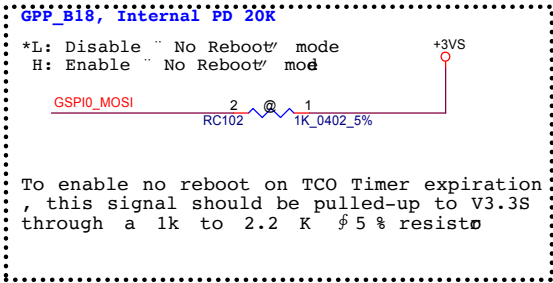 GPP_B18, Internal PD 20K
*L: Disable ¨ No Reboot″ mode
H: Enable ¨ No Reboot″ mode
+3VS
GSPI0_MOSI
2 @ 1
RC102 1K_0402_5%
To enable no reboot on TCO Timer expiration
, this signal should be pulled-up to V3.3S
through a 1k to 2.2 K ∮5 % resisto